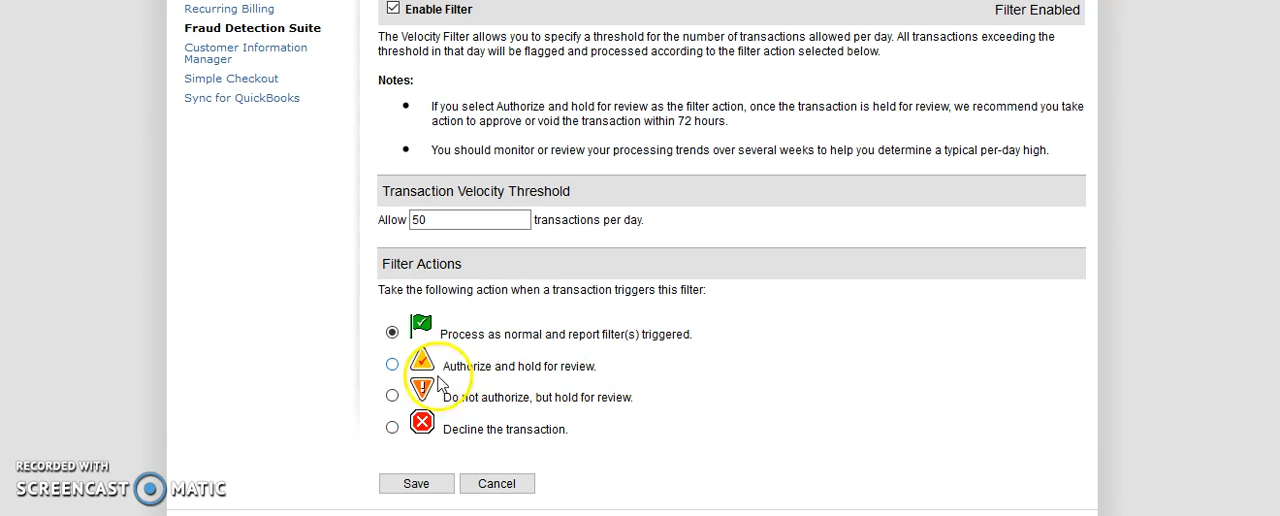 Recurring Billing
Fraud Detection Suite
Customer Information
Manager
Simple Checkout
Sync for QuickBooks
Enable Filter
Filter Enabled
The Velocity Filter allows you to specify a threshold for the number of transactions allowed per day. All transactions exceeding the
threshold in that day will be flagged and processed according to the filter action selected below.
Notes:
• If you select Authorize and hold for review as the filter action, once the transaction is held for review, we recommend you take
action to approve or void the transaction within 72 hours.
• You should monitor or review your processing trends over several weeks to help you determine a typical per-day high.
Transaction Velocity Threshold
Allow 50 transactions per day.
Filter Actions
Take the following action when a transaction triggers this filter:
Process as normal and report filter(s) triggered.
Authorize and hold for review.
Do not authorize, but hold for review.
Decline the transaction.
Save
Cancel
RECORDED WITH
SCREENCAST MATIC